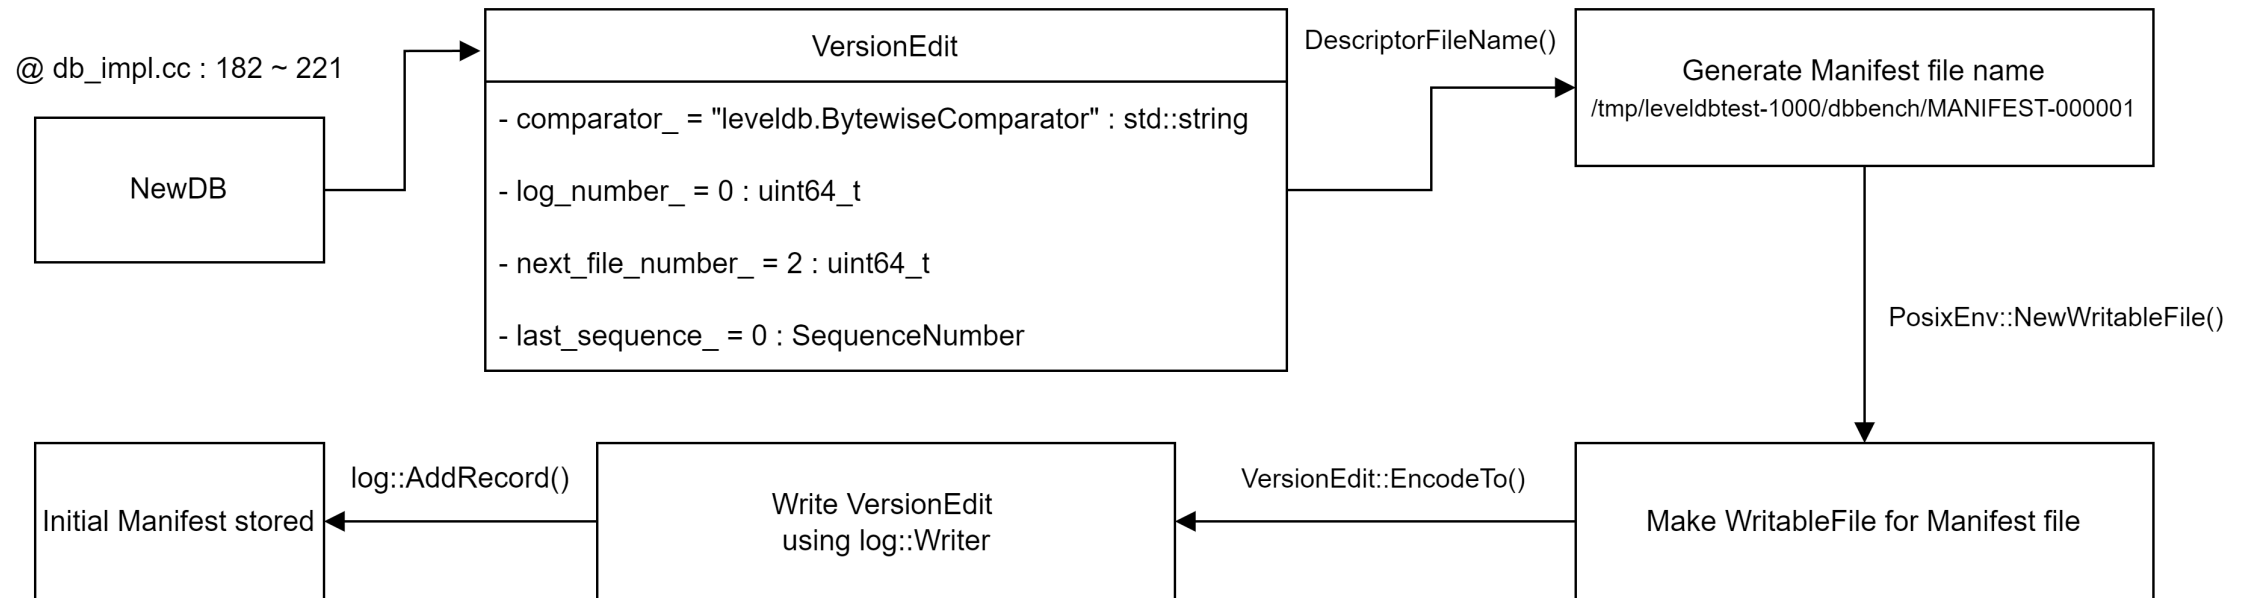 @ db_impl.cc : 182 ~ 221
NewDB
VersionEdit
- comparator_ = "leveldb.BytewiseComparator" : std::string
- log_number_ = 0 : uint64_t
- next_file_number_ = 2 : uint64_t
- last_sequence_ = 0 : SequenceNumber
DescriptorFileName()
Generate Manifest file name
/tmp/leveldbtest-1000/dbbench/MANIFEST-000001
PosixEnv::NewWritableFile()
Make WritableFile for Manifest file
VersionEdit::EncodeTo()
Write VersionEdit
using log::Writer
log::AddRecord()
Initial Manifest stored